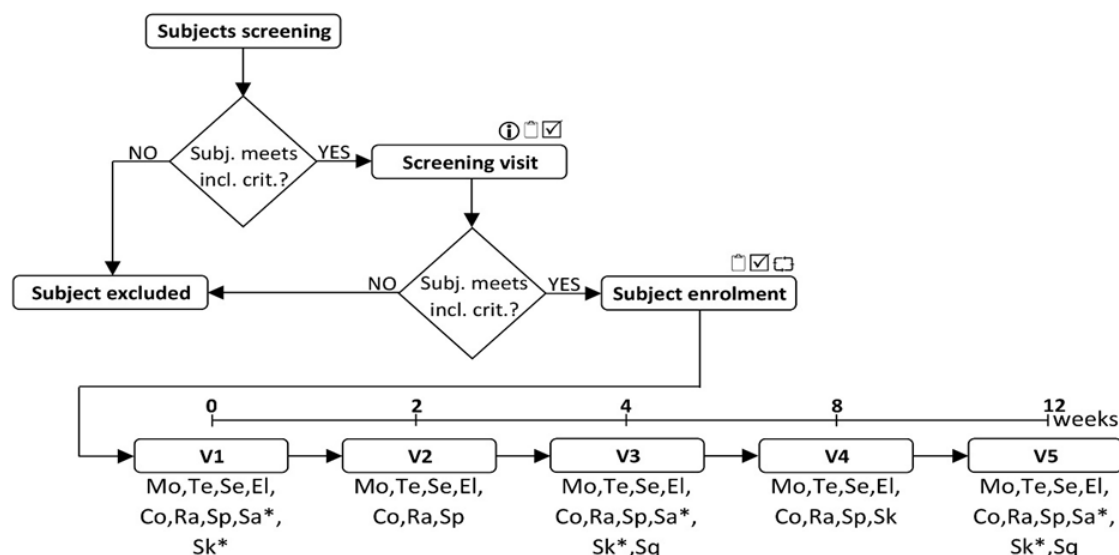 Subjects screening
NO
Subj. meets
incl. crit.?
YES
Screening visit
Subject excluded
NO
Subj. meets
incl. crit.?
YES
Subject enrolment
0 2 4 8 12 weeks
V1 V2 V3 V4 V5
Mo,Te,Se,El,
Co,Ra,Sp,Sa*,
Sk*
Mo,Te,Se,El,
Co,Ra,Sp
Mo,Te,Se,El,
Co,Ra,Sp,Sa*,
Sk*,Sq
Mo,Te,Se,El,
Co,Ra,Sp,Sk
Mo,Te,Se,El,
Co,Ra,Sp,Sa*,
Sk*,Sq